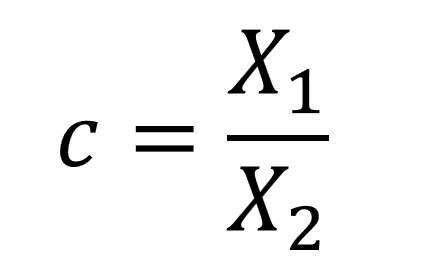 c = X₁
X₂